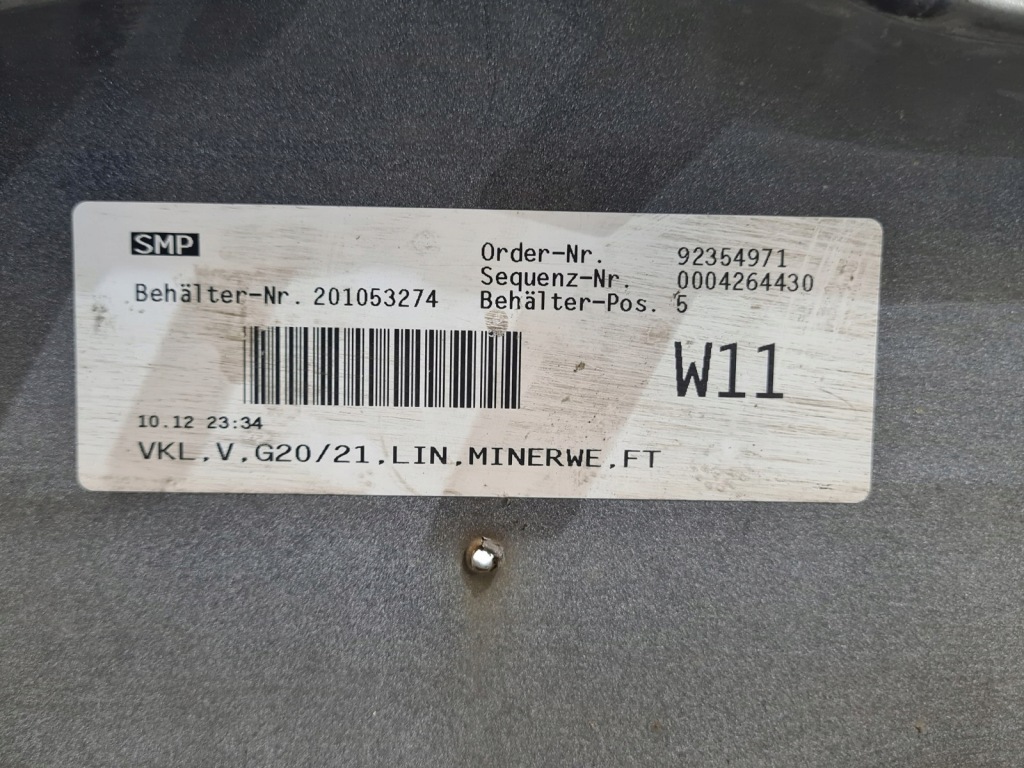 SMP
Order-Nr. 92354971
Sequenz-Nr. 0004264430
Behälter-Nr. 201053274 Behälter-Pos. 5
W11
10.12 23:34
VKL,V,G20/21,LIN,MINERWE,FT